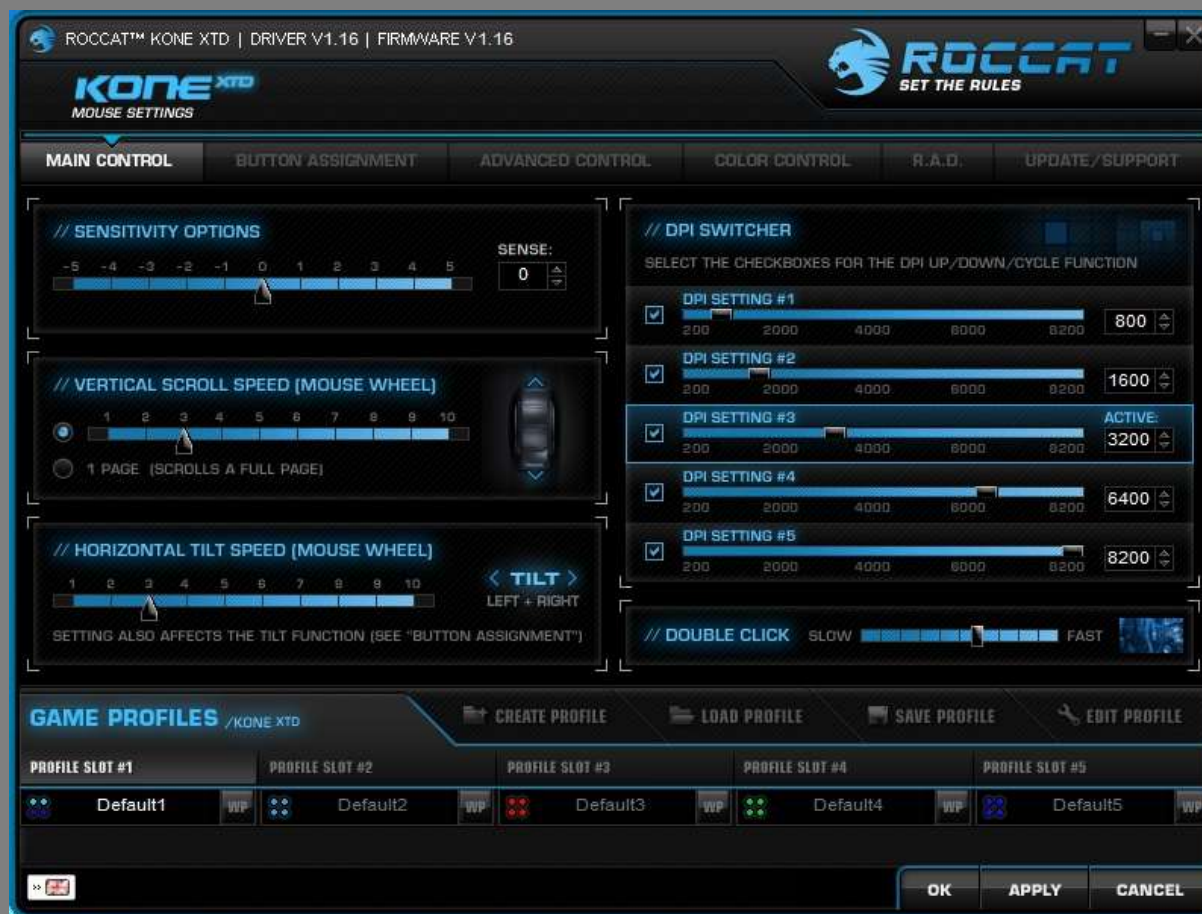 ROCCAT™ KONE XTD | DRIVER V1.16 | FIRMWARE V1.16
ROCCAT
SET THE RULES
KONE XTD
MOUSE SETTINGS
MAIN CONTROL BUTTON ASSIGNMENT ADVANCED CONTROL COLOR CONTROL R.A.D. UPDATE/SUPPORT
// SENSITIVITY OPTIONS
SENSE:
-5 -4 -3 -2 -1 0 1 2 3 4 5
0
// VERTICAL SCROLL SPEED (MOUSE WHEEL)
1 2 3 4 5 6 7 8 9 10
1 PAGE (SCROLLS A FULL PAGE)
// HORIZONTAL TILT SPEED (MOUSE WHEEL)
1 2 3 4 5 6 7 8 9 10
< TILT >
LEFT + RIGHT
SETTING ALSO AFFECTS THE TILT FUNCTION (SEE "BUTTON ASSIGNMENT")
// DPI SWITCHER
SELECT THE CHECKBOXES FOR THE DPI UP/DOWN/CYCLE FUNCTION
DPI SETTING #1
200 2000 4000 6000 8200
800
DPI SETTING #2
200 2000 4000 6000 8200
1600
DPI SETTING #3
ACTIVE:
200 2000 4000 6000 8200
3200
DPI SETTING #4
200 2000 4000 6000 8200
6400
DPI SETTING #5
200 2000 4000 6000 8200
8200
// DOUBLE CLICK SLOW FAST
GAME PROFILES /KONE XTD
CREATE PROFILE LOAD PROFILE SAVE PROFILE EDIT PROFILE
PROFILE SLOT #1 PROFILE SLOT #2 PROFILE SLOT #3 PROFILE SLOT #4 PROFILE SLOT #5
Default1 WP Default2 WP Default3 WP Default4 WP Default5 WP
»
OK APPLY CANCEL